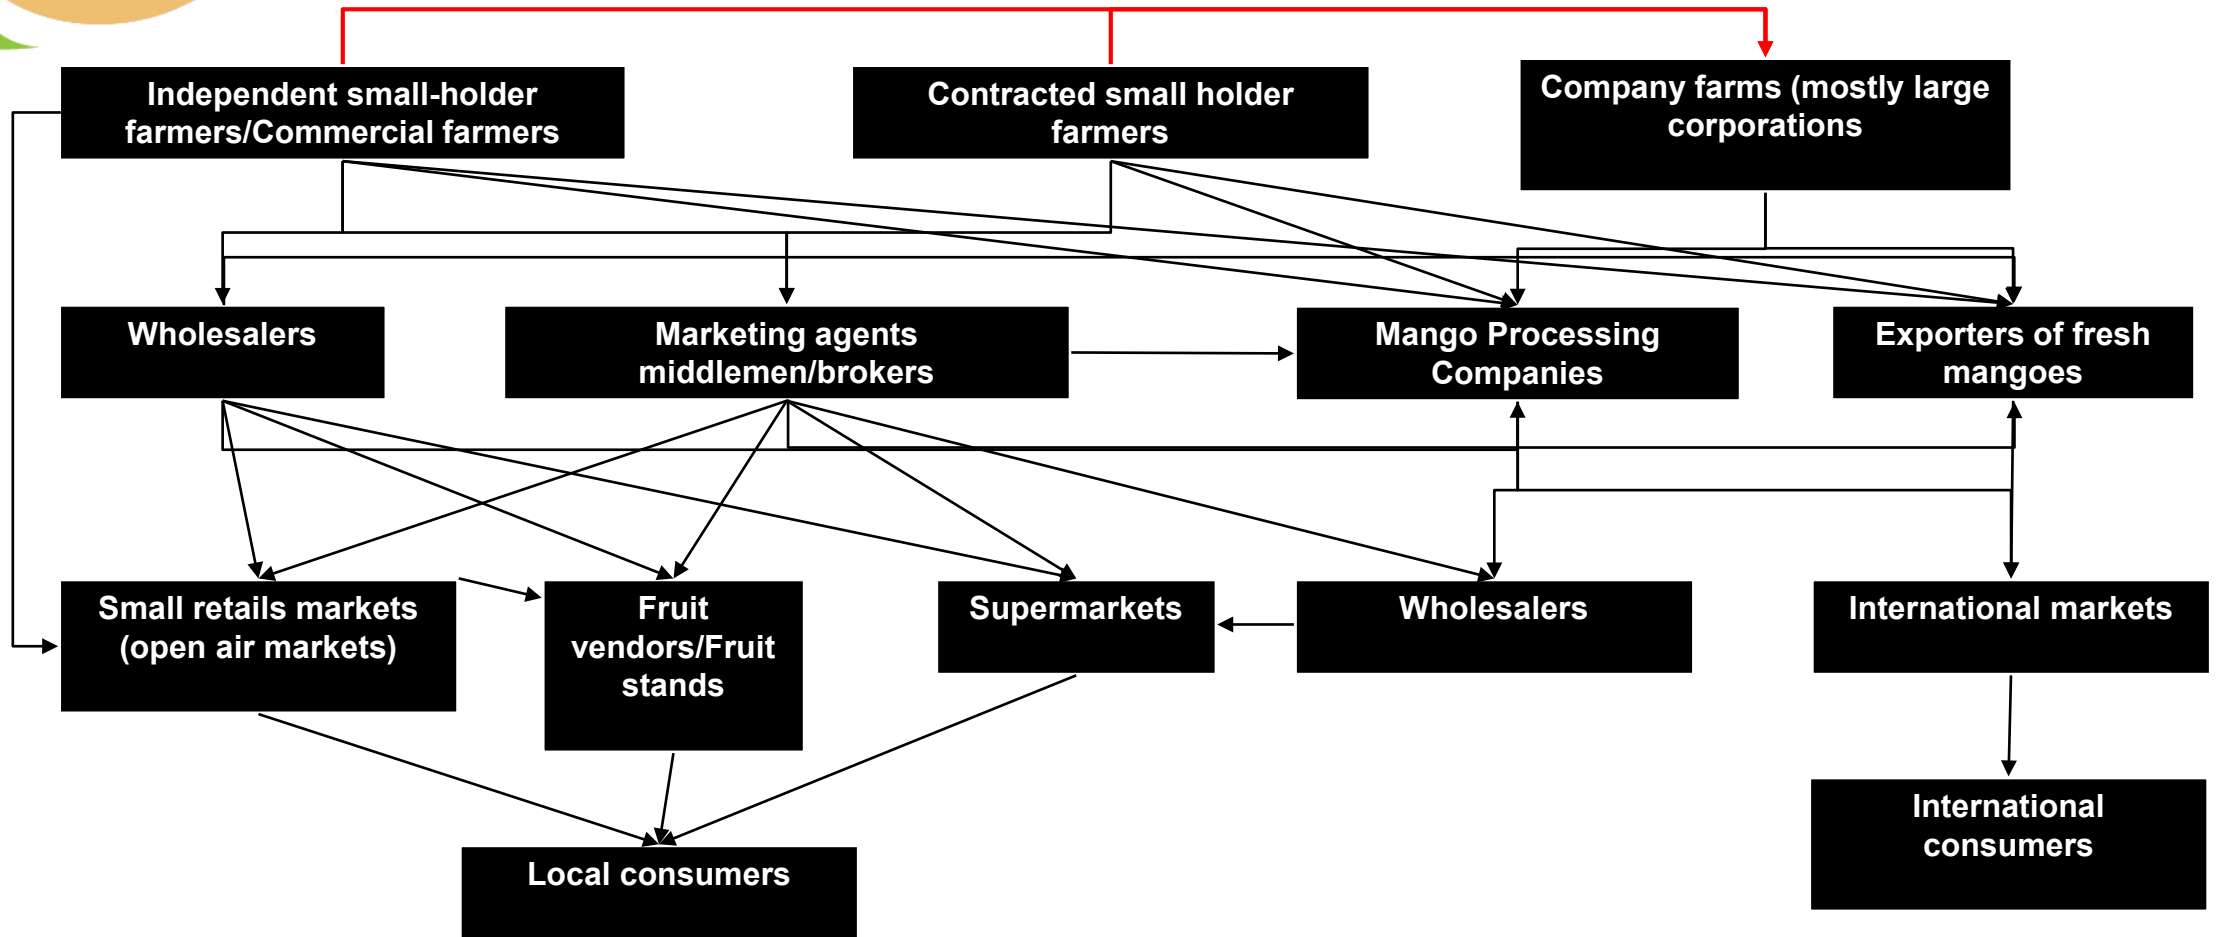 Independent small-holder
farmers/Commercial farmers
Contracted small holder
farmers
Company farms (mostly large
corporations
Wholesalers
Marketing agents
middlemen/brokers
Mango Processing
Companies
Exporters of fresh
mangoes
Small retails markets
(open air markets)
Fruit
vendors/Fruit
stands
Supermarkets
Wholesalers
International markets
International
consumers
Local consumers